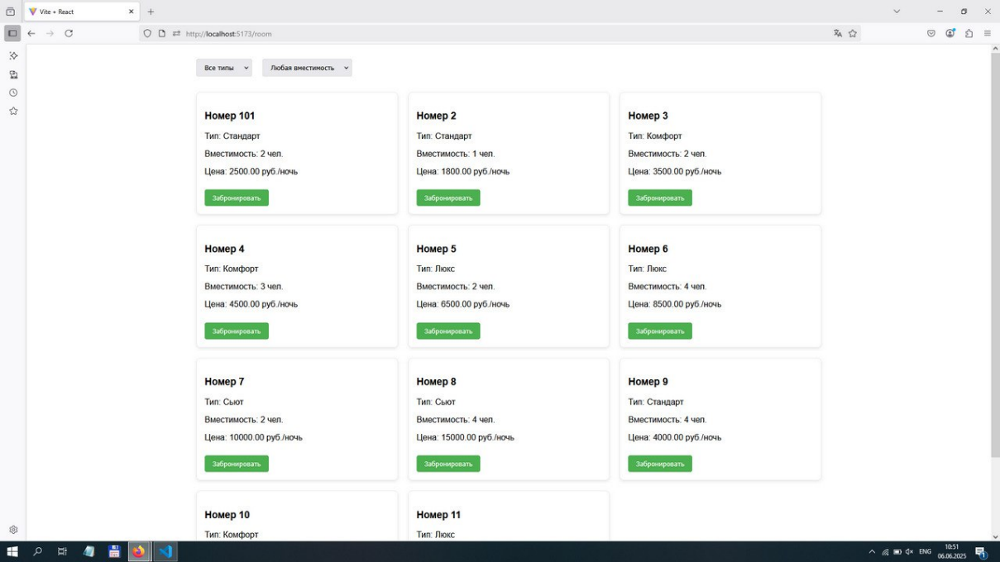 Vite + React
http://localhost:5173/room
Все типы
Любая вместимость
Номер 101
Тип: Стандарт
Вместимость: 2 чел.
Цена: 2500.00 руб./ночь
Забронировать
Номер 2
Тип: Стандарт
Вместимость: 1 чел.
Цена: 1800.00 руб./ночь
Забронировать
Номер 3
Тип: Комфорт
Вместимость: 2 чел.
Цена: 3500.00 руб./ночь
Забронировать
Номер 4
Тип: Комфорт
Вместимость: 3 чел.
Цена: 4500.00 руб./ночь
Забронировать
Номер 5
Тип: Люкс
Вместимость: 2 чел.
Цена: 6500.00 руб./ночь
Забронировать
Номер 6
Тип: Люкс
Вместимость: 4 чел.
Цена: 8500.00 руб./ночь
Забронировать
Номер 7
Тип: Сьют
Вместимость: 2 чел.
Цена: 10000.00 руб./ночь
Забронировать
Номер 8
Тип: Сьют
Вместимость: 4 чел.
Цена: 15000.00 руб./ночь
Забронировать
Номер 9
Тип: Стандарт
Вместимость: 4 чел.
Цена: 4000.00 руб./ночь
Забронировать
Номер 10
Тип: Комфорт
Номер 11
Тип: Люкс
ENG
10:51
06.06.2025